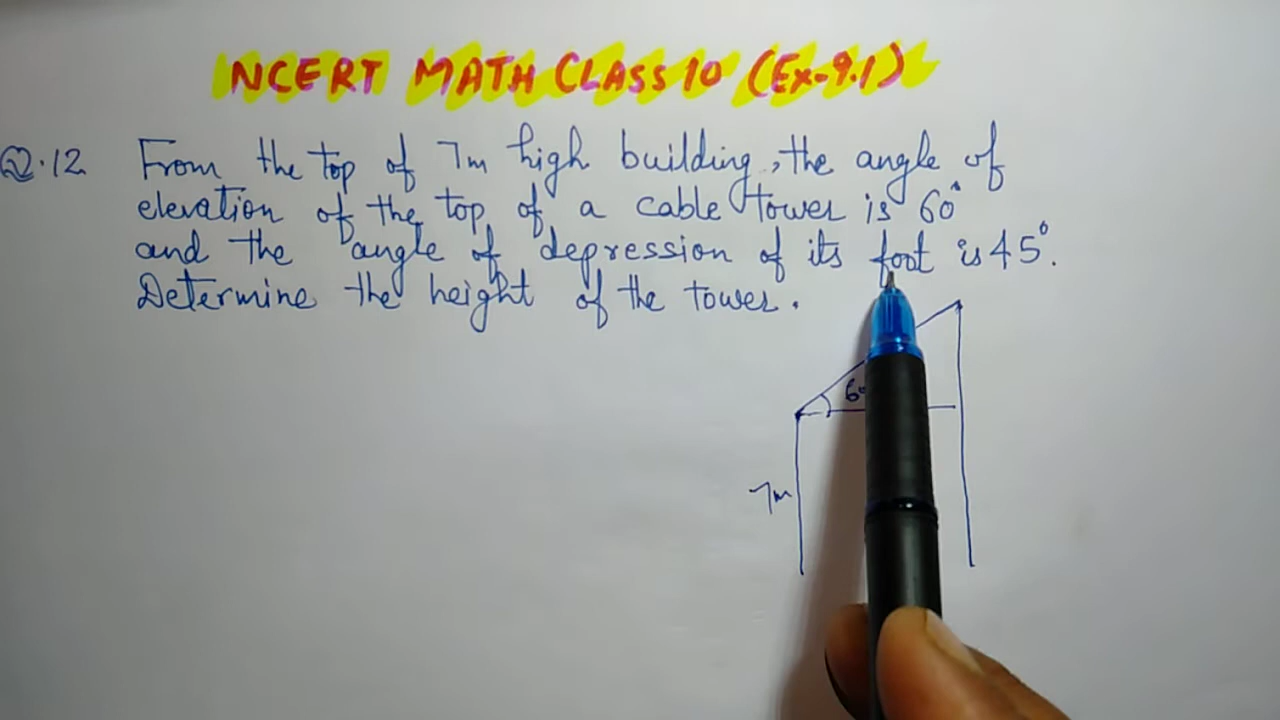 NCERT MATH CLASS 10 (Ex-9.1)
Q.12 From the top of 7m high building, the angle of
elevation of the top of a cable tower is 60°
and the angle of depression of its foot is 45°.
Determine the height of the tower.
60
7m